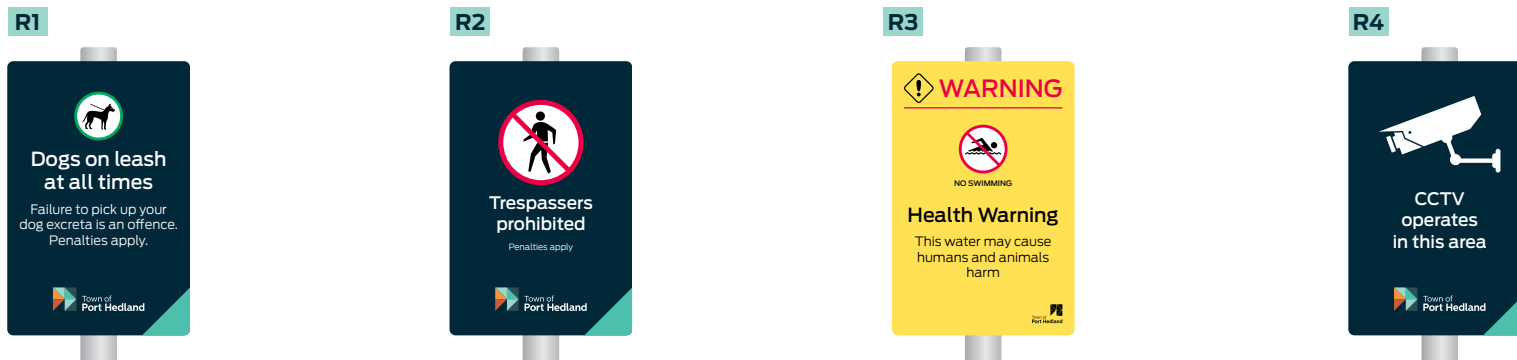 R1
Dogs on leash
at all times
Failure to pick up your
dog excreta is an offence.
Penalties apply.
Town of
Port Hedland
R2
Trespassers
prohibited
Penalties apply
Town of
Port Hedland
R3
WARNING
NO SWIMMING
Health Warning
This water may cause
humans and animals
harm
Town of
Port Hedland
R4
CCTV
operates
in this area
Town of
Port Hedland